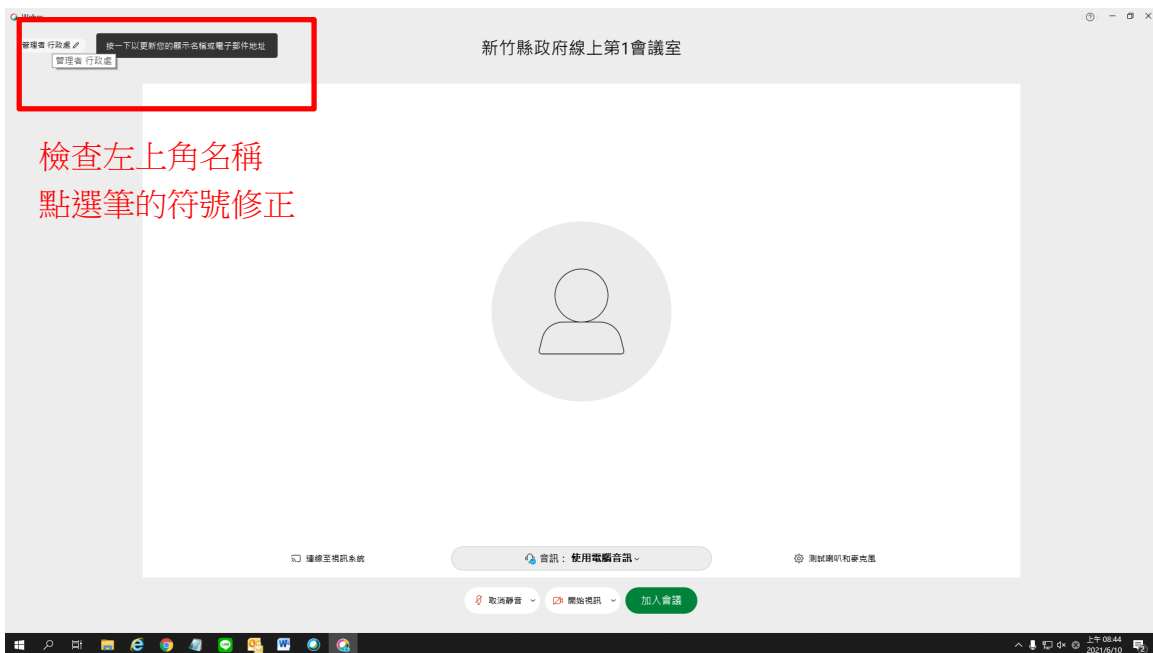 Webex
新竹縣政府線上第1會議室
管理者 行政處
按一下以更新您的顯示名稱或電子郵件地址
管理者 行政處
檢查左上角名稱
點選筆的符號修正
連線至視訊系統
音訊： 使用電腦音訊
測試喇叭和麥克風
取消靜音
開始視訊
加入會議
上午 08:44
2021/6/10